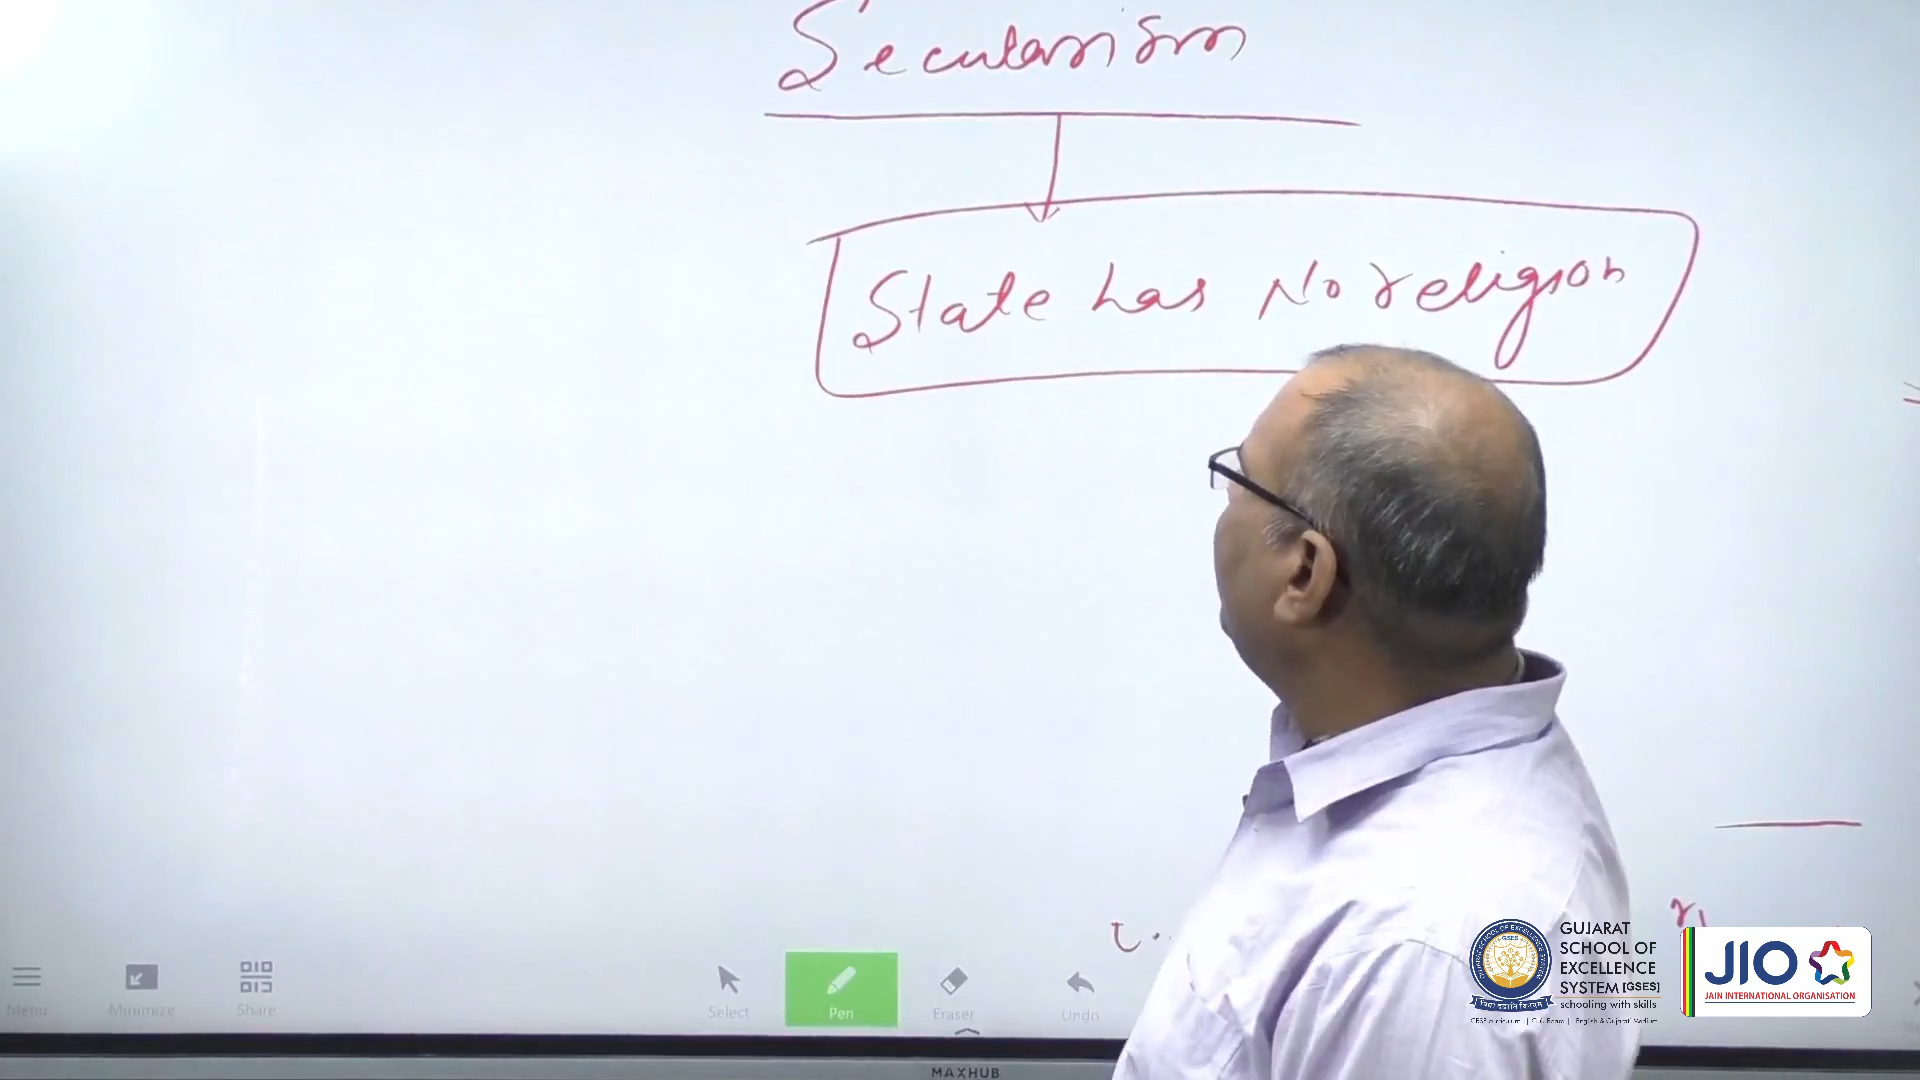 Secularism
State has No religion
Menu
Minimize
Share
Select
Pen
Eraser
Undo
MAXHUB
GUJARAT
SCHOOL OF
EXCELLENCE
SYSTEM [GSES]
schooling with skills
JIO
JAIN INTERNATIONAL ORGANISATION